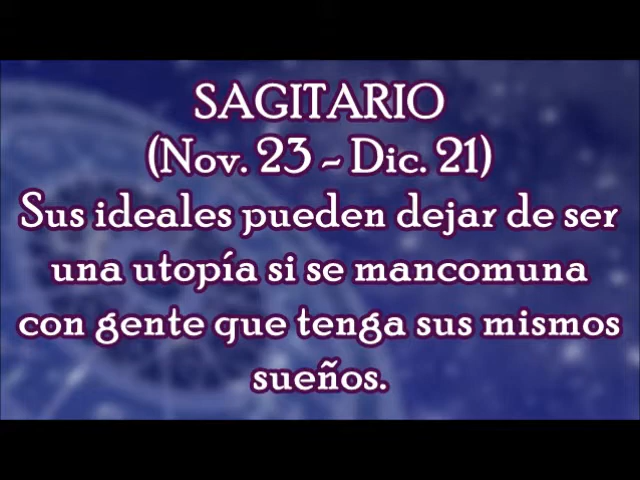 SAGITARIO
(Nov. 23 - Dic. 21)
Sus ideales pueden dejar de ser
una utopía si se mancomuna
con gente que tenga sus mismos
sueños.